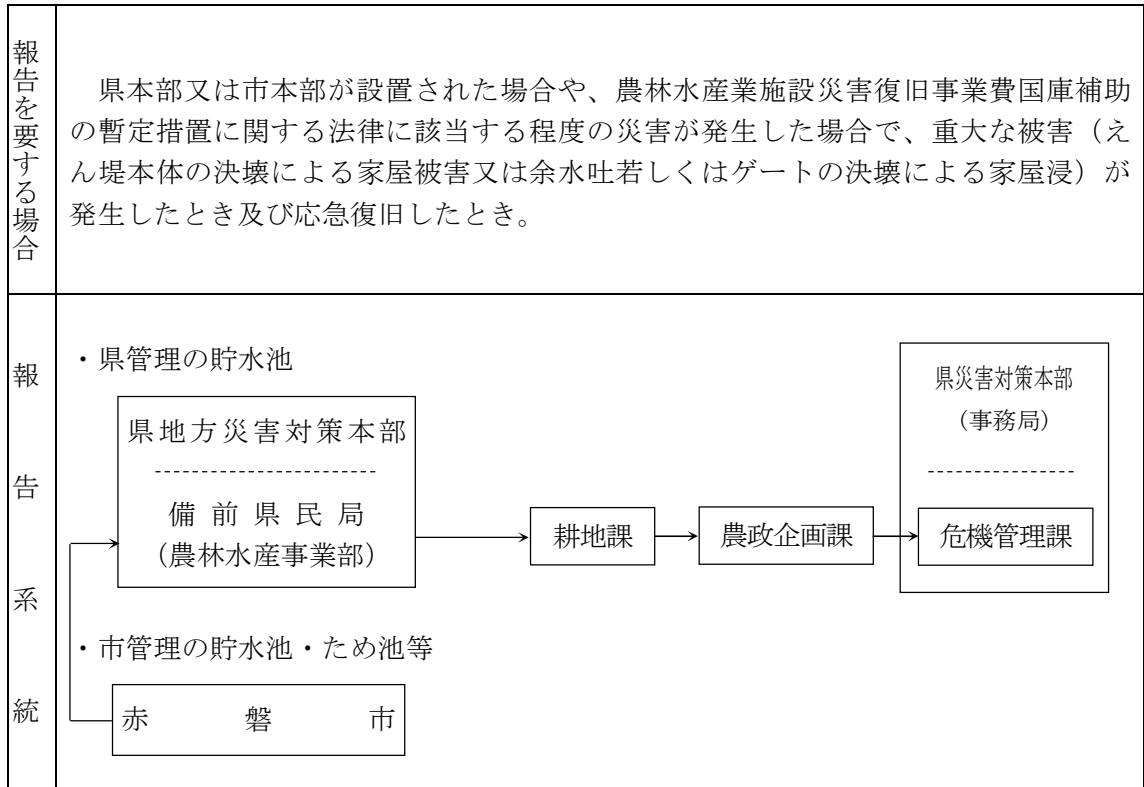 報告を要する場合
県本部又は市本部が設置された場合や、農林水産業施設災害復旧事業費国庫補助
の暫定措置に関する法律に該当する程度の災害が発生した場合で、重大な被害（え
ん堤本体の決壊による家屋被害又は余水吐若しくはゲートの決壊による家屋浸）が
発生したとき及び応急復旧したとき。
報告系統
・県管理の貯水池
県地方災害対策本部
備前県民局
（農林水産事業部）
耕地課
農政企画課
県災害対策本部
（事務局）
危機管理課
・市管理の貯水池・ため池等
赤磐市